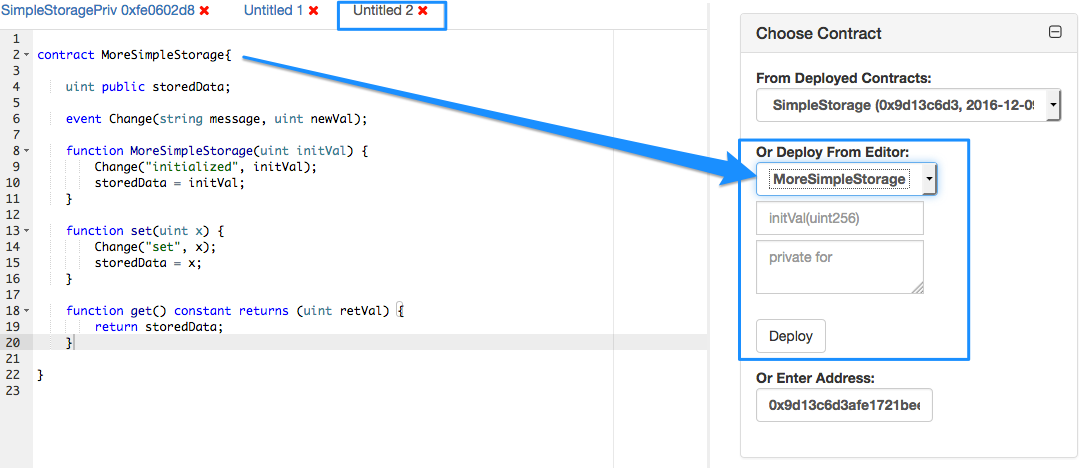 SimpleStoragePriv 0xfe0602d8 ✖ Untitled 1 ✖ Untitled 2 ✖
1
2 contract MoreSimpleStorage{
3
4 uint public storedData;
5
6 event Change(string message, uint newVal);
7
8 function MoreSimpleStorage(uint initVal) {
9 Change("initialized", initVal);
10 storedData = initVal;
11 }
12
13 function set(uint x) {
14 Change("set", x);
15 storedData = x;
16 }
17
18 function get() constant returns (uint retVal) {
19 return storedData;
20 }
21
22 }
23
Choose Contract
From Deployed Contracts:
SimpleStorage (0x9d13c6d3, 2016-12-09
Or Deploy From Editor:
MoreSimpleStorage
initVal(uint256)
private for
Deploy
Or Enter Address:
0x9d13c6d3afe1721bee